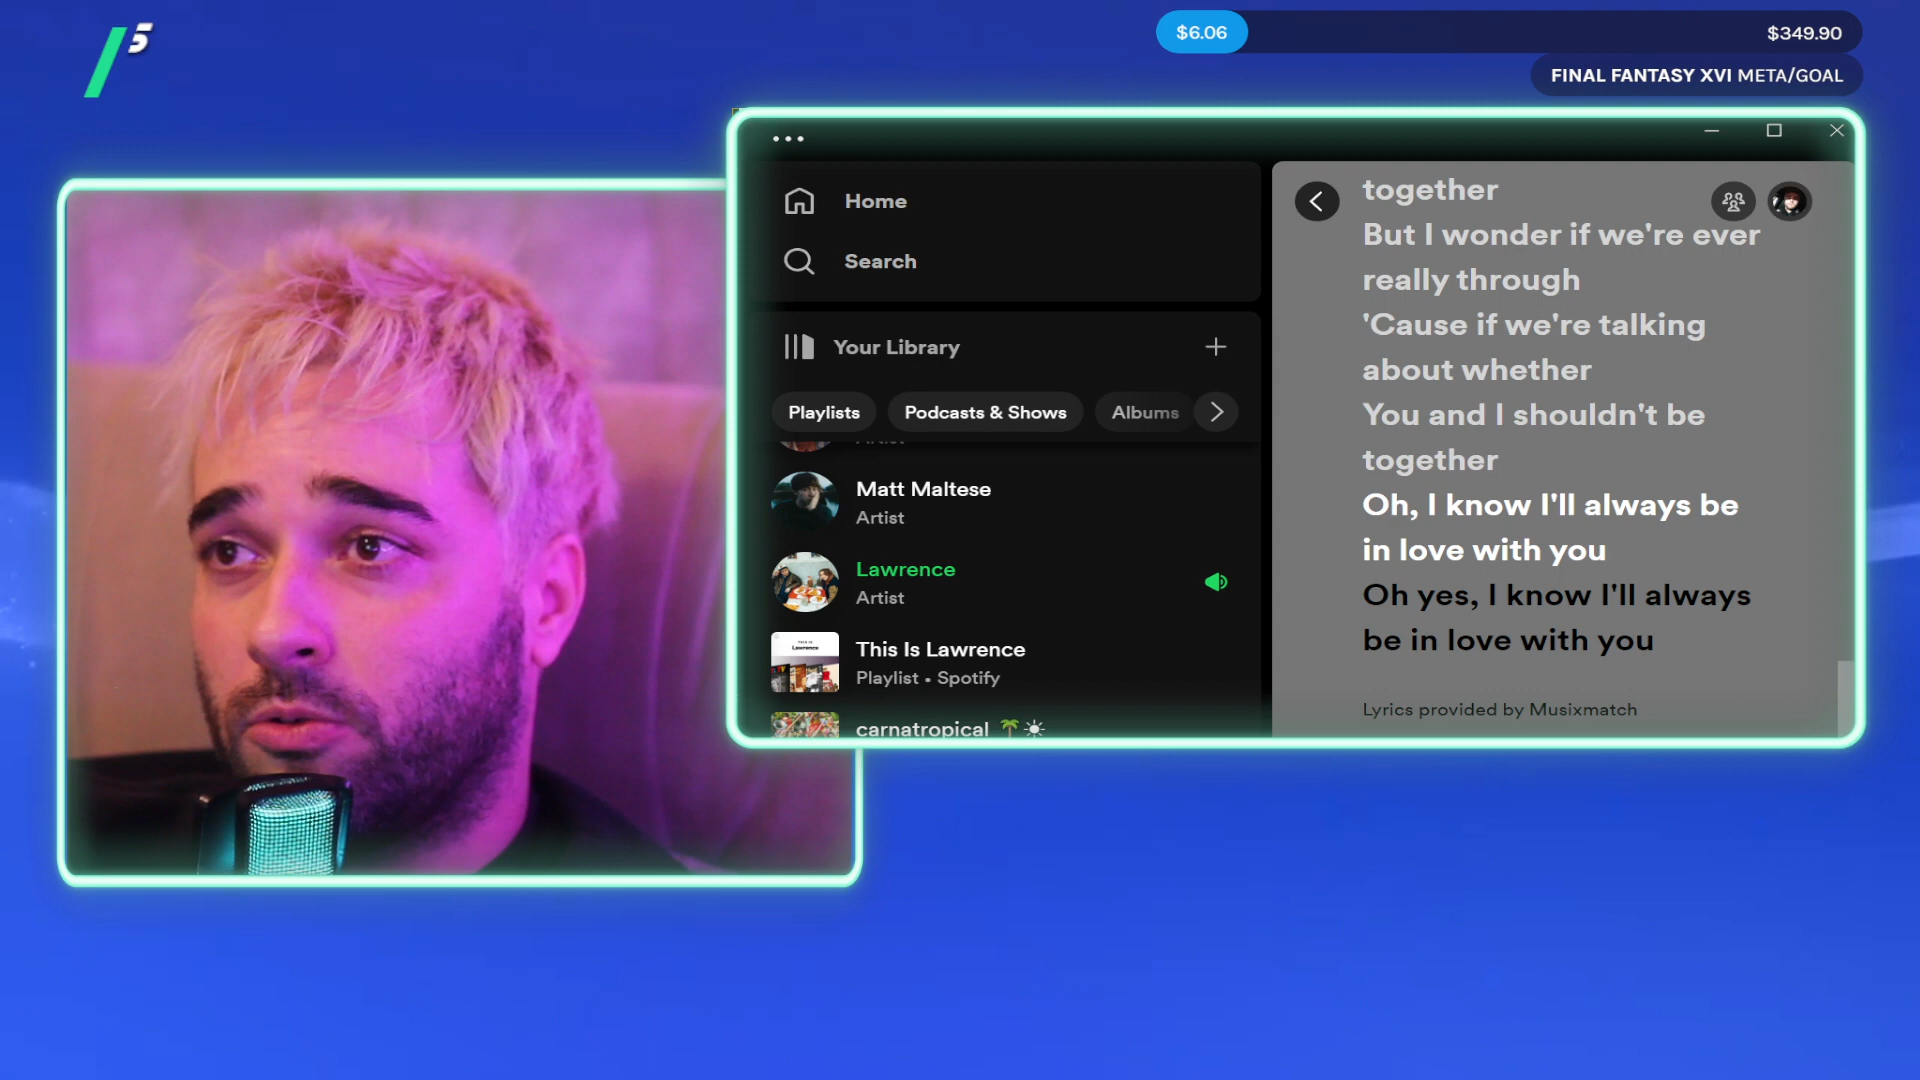 5
$6.06
$349.90
FINAL FANTASY XVI META/GOAL
Home
Search
Your Library
Playlists
Podcasts & Shows
Albums
Matt Maltese
Artist
Lawrence
Artist
This Is Lawrence
Playlist • Spotify
carnatropical 🌴☀
together
But I wonder if we're ever
really through
'Cause if we're talking
about whether
You and I shouldn't be
together
Oh, I know I'll always be
in love with you
Oh yes, I know I'll always
be in love with you
Lyrics provided by Musixmatch